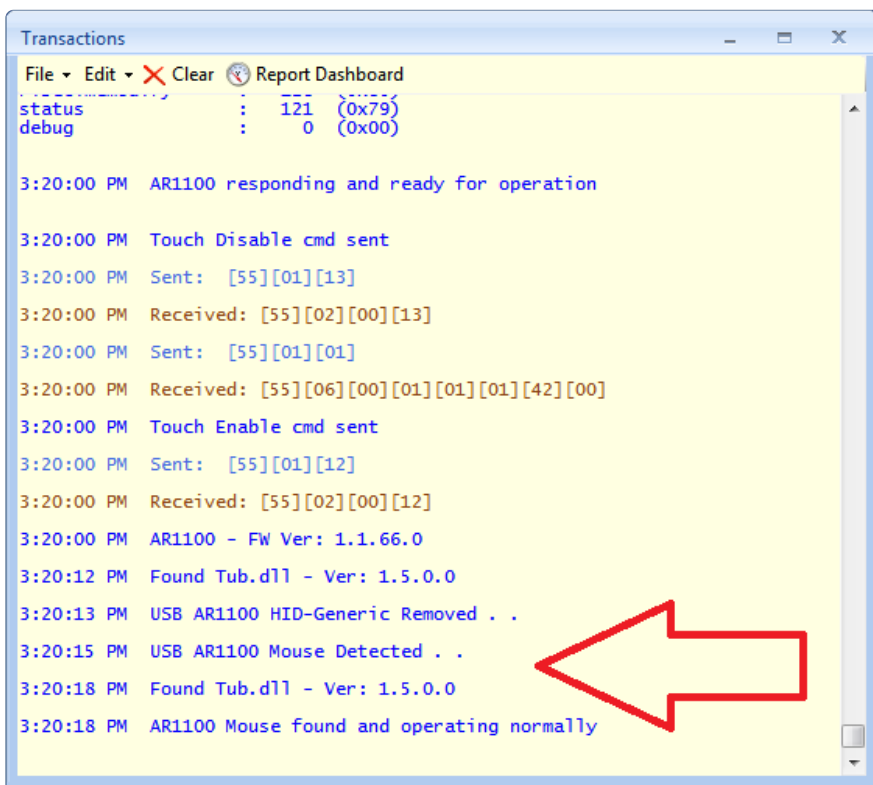 Transactions
File Edit Clear Report Dashboard
status : 121 (0x79)
debug : 0 (0x00)
3:20:00 PM AR1100 responding and ready for operation
3:20:00 PM Touch Disable cmd sent
3:20:00 PM Sent: [55][01][13]
3:20:00 PM Received: [55][02][00][13]
3:20:00 PM Sent: [55][01][01]
3:20:00 PM Received: [55][06][00][01][01][01][42][00]
3:20:00 PM Touch Enable cmd sent
3:20:00 PM Sent: [55][01][12]
3:20:00 PM Received: [55][02][00][12]
3:20:00 PM AR1100 - FW Ver: 1.1.66.0
3:20:12 PM Found Tub.dll - Ver: 1.5.0.0
3:20:13 PM USB AR1100 HID-Generic Removed . .
3:20:15 PM USB AR1100 Mouse Detected . .
3:20:18 PM Found Tub.dll - Ver: 1.5.0.0
3:20:18 PM AR1100 Mouse found and operating normally